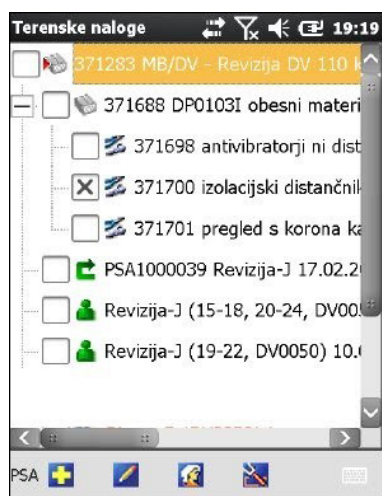 Terenske naloge 19:19
371283 MB/DV - Revizija DV 110 k
371688 DP0103I obesni materi
371698 antivibratorji ni dist
371700 izolacijski distančnik
371701 pregled s korona ka
PSA1000039 Revizija-J 17.02.2
Revizija-J (15-18, 20-24, DV00
Revizija-J (19-22, DV0050) 10.
PSA